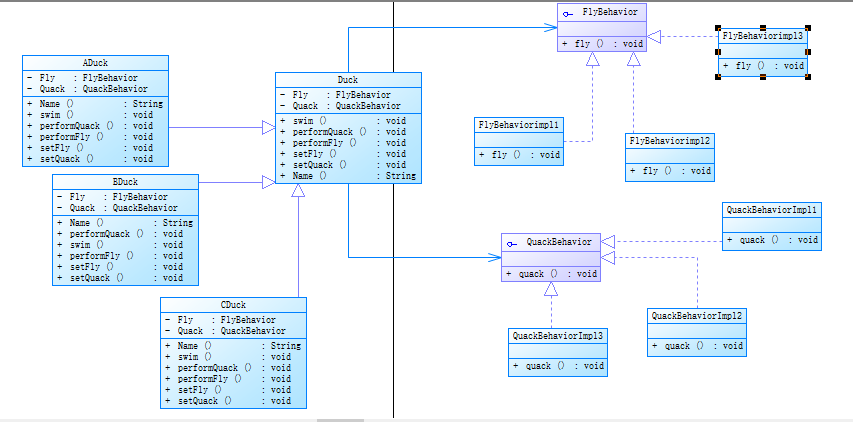 FlyBehavior
+ fly () : void
FlyBehaviorimpl3
+ fly () : void
ADuck
- Fly : FlyBehavior
- Quack : QuackBehavior
+ Name () : String
+ swim () : void
+ performQuack () : void
+ performFly () : void
+ setFly () : void
+ setQuack () : void
Duck
- Fly : FlyBehavior
- Quack : QuackBehavior
+ swim () : void
+ performQuack () : void
+ performFly () : void
+ setFly () : void
+ setQuack () : void
+ Name () : String
FlyBehaviorimpl1
+ fly () : void
FlyBehaviorimpl2
+ fly () : void
BDuck
- Fly : FlyBehavior
- Quack : QuackBehavior
+ Name () : String
+ performQuack () : void
+ swim () : void
+ performFly () : void
+ setFly () : void
+ setQuack () : void
QuackBehaviorImpl1
+ quack () : void
QuackBehavior
+ quack () : void
CDuck
- Fly : FlyBehavior
- Quack : QuackBehavior
+ Name () : String
+ swim () : void
+ performQuack () : void
+ performFly () : void
+ setFly () : void
+ setQuack () : void
QuackBehaviorImpl2
+ quack () : void
QuackBehaviorImpl3
+ quack () : void